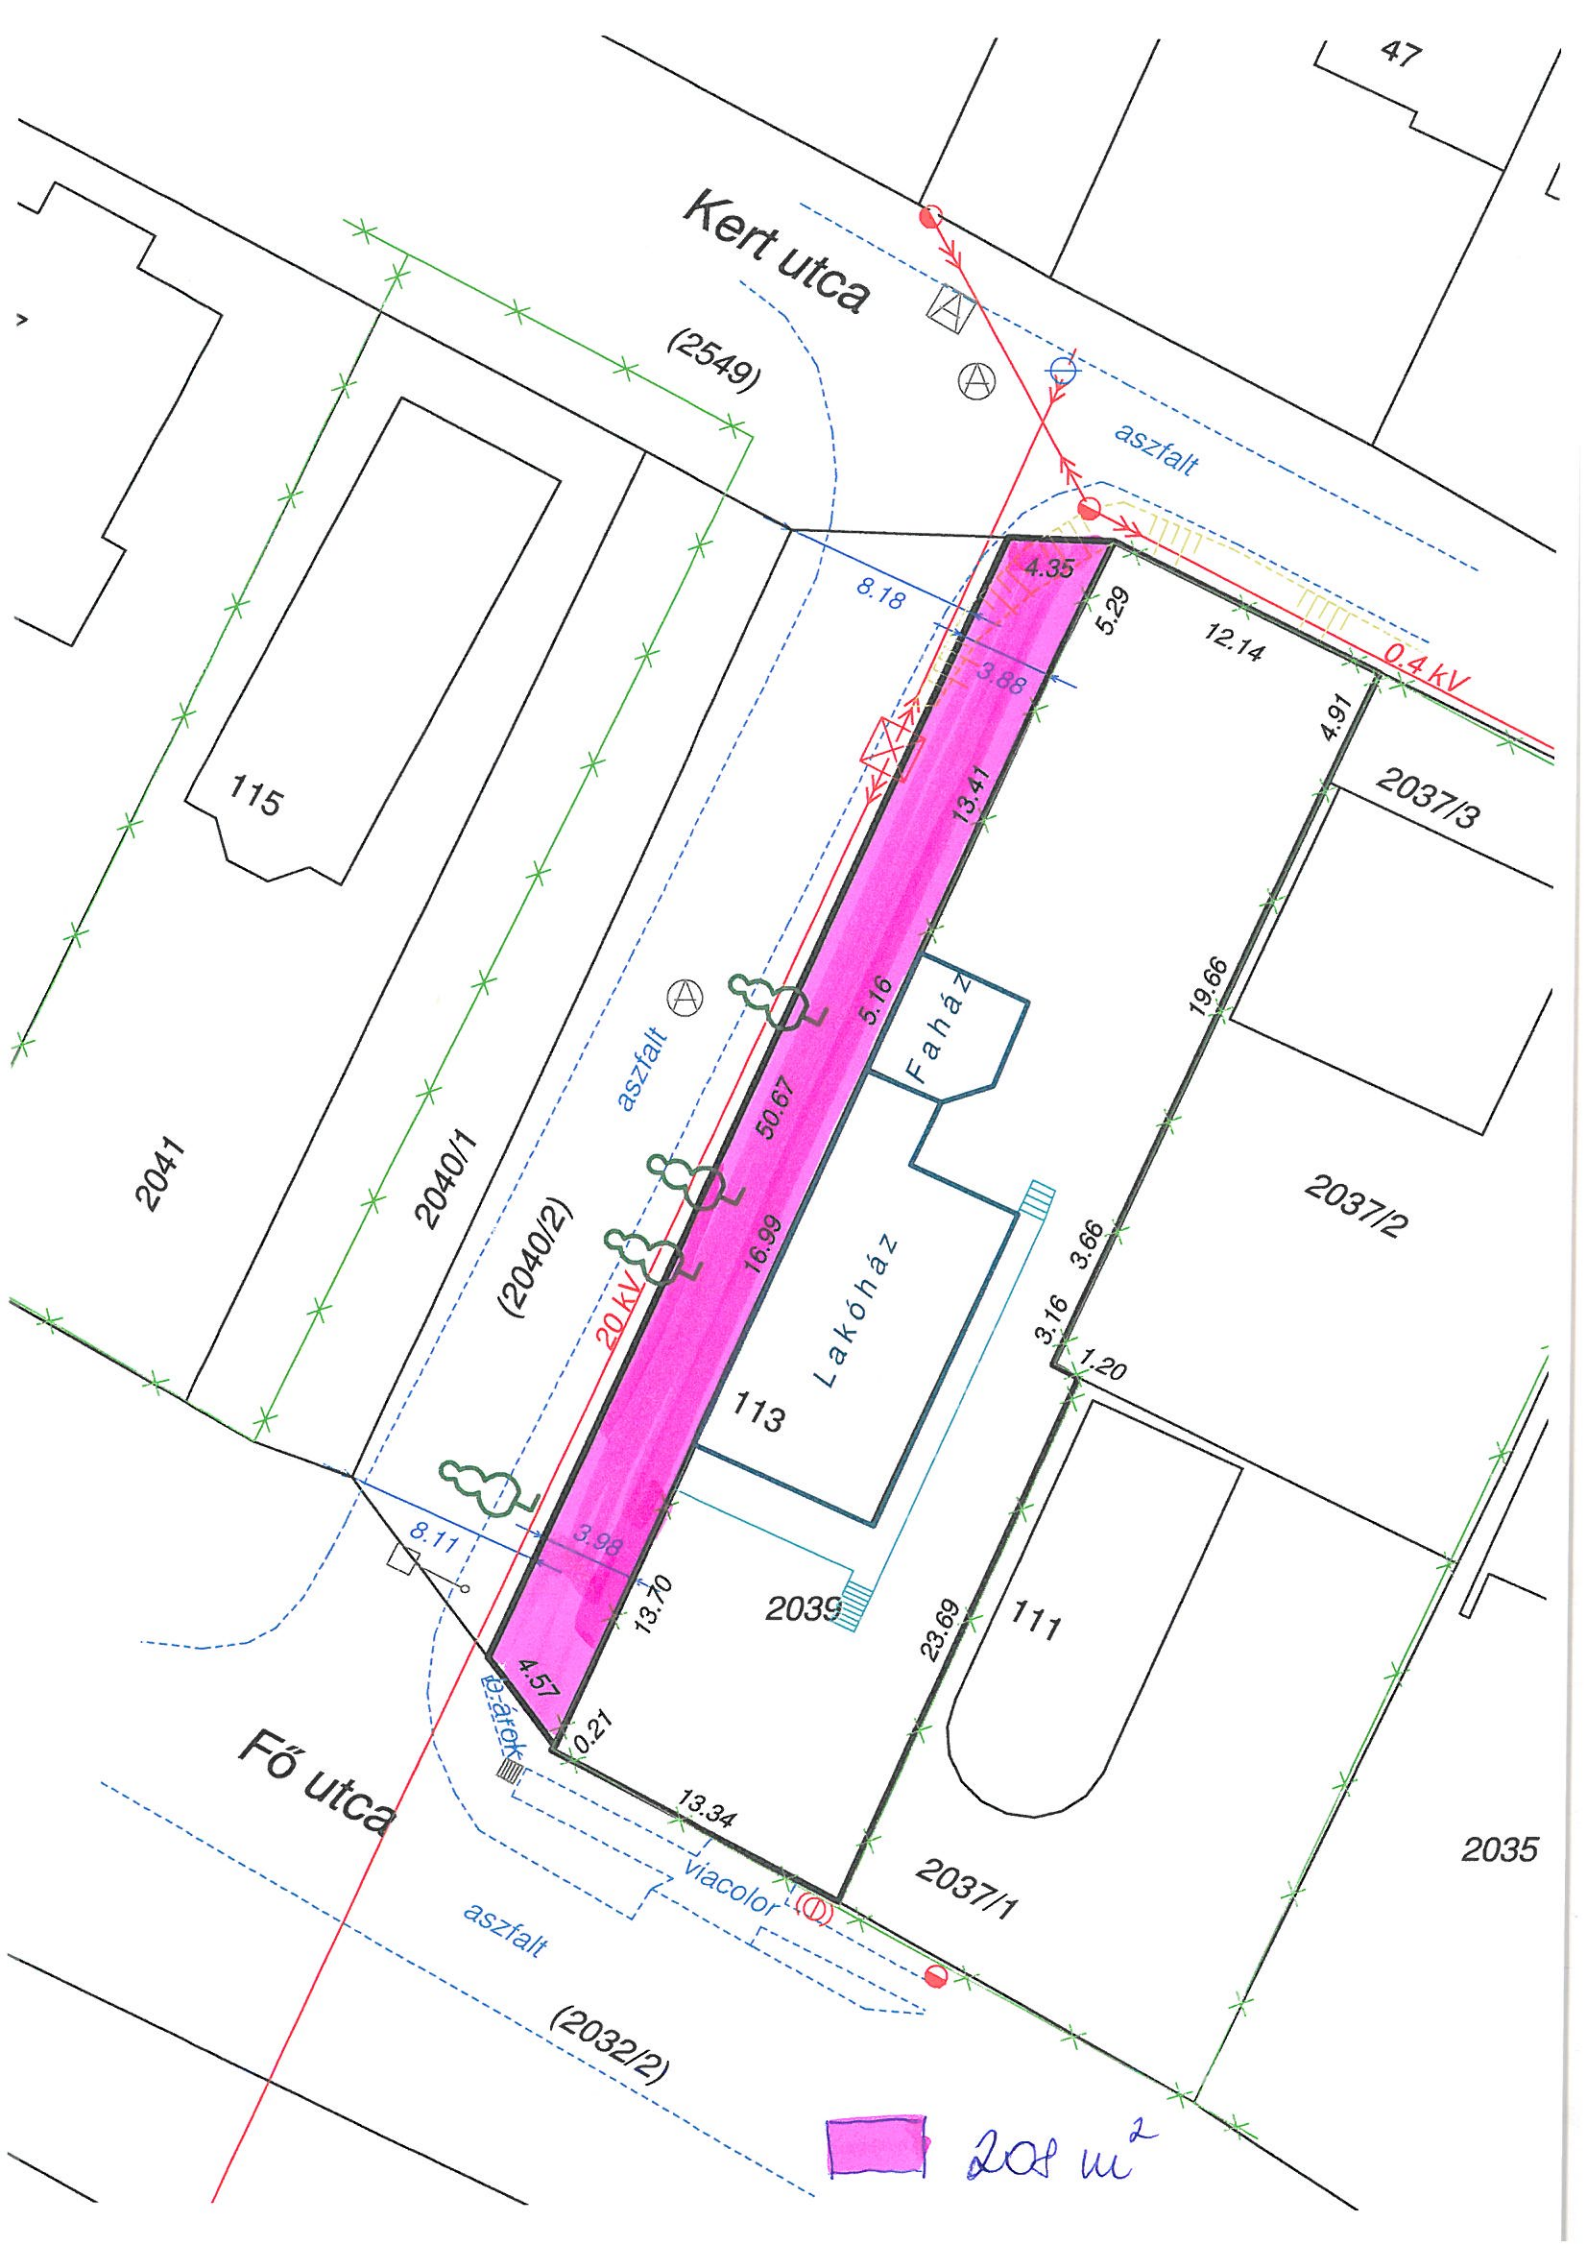 47
Kert utca
(2549)
A
A
aszfalt
4.35
8.18
5.29
12.14
0.4 kV
3.88
4.91
2037/3
115
13.41
19.66
5.16
Faház
A
aszfalt
50.67
2041
2040/1
(2040/2)
2037/2
16.99
3.66
Lakóház
20 kV
3.16
1.20
113
8.11
3.98
13.70
2039
23.69
111
4.57
0.21
p.árok
Fő utca
13.34
viacolor
2037/1
2035
aszfalt
(2032/2)
208 m²